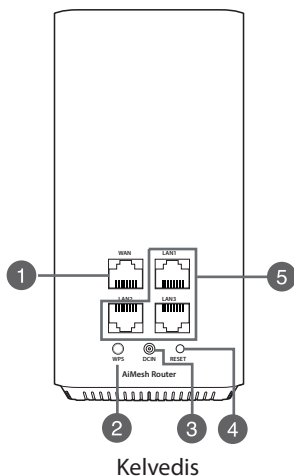 WAN LAN1
1
5
LAN2 LAN3
WPS DCIN RESET
AiMesh Router
2 3 4
Kelvedis